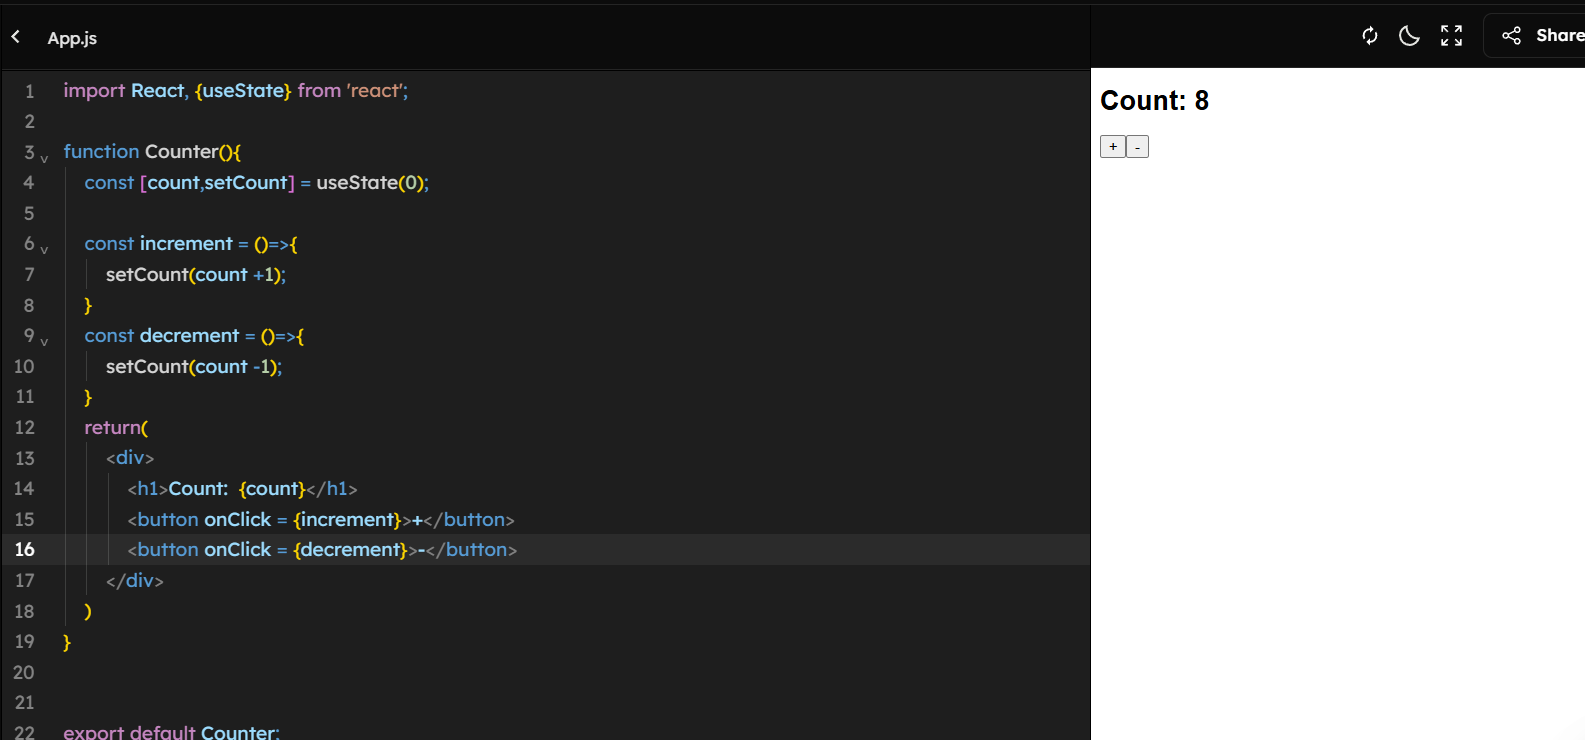 App.js
Share
1 import React, {useState} from 'react';
2
3 function Counter(){
4 const [count,setCount] = useState(0);
5
6 const increment = ()=>{
7 setCount(count +1);
8 }
9 const decrement = ()=>{
10 setCount(count -1);
11 }
12 return(
13 <div>
14 <h1>Count: {count}</h1>
15 <button onClick = {increment}>+</button>
16 <button onClick = {decrement}>-</button>
17 </div>
18 )
19 }
20
21
22 export default Counter;
Count: 8
+ -